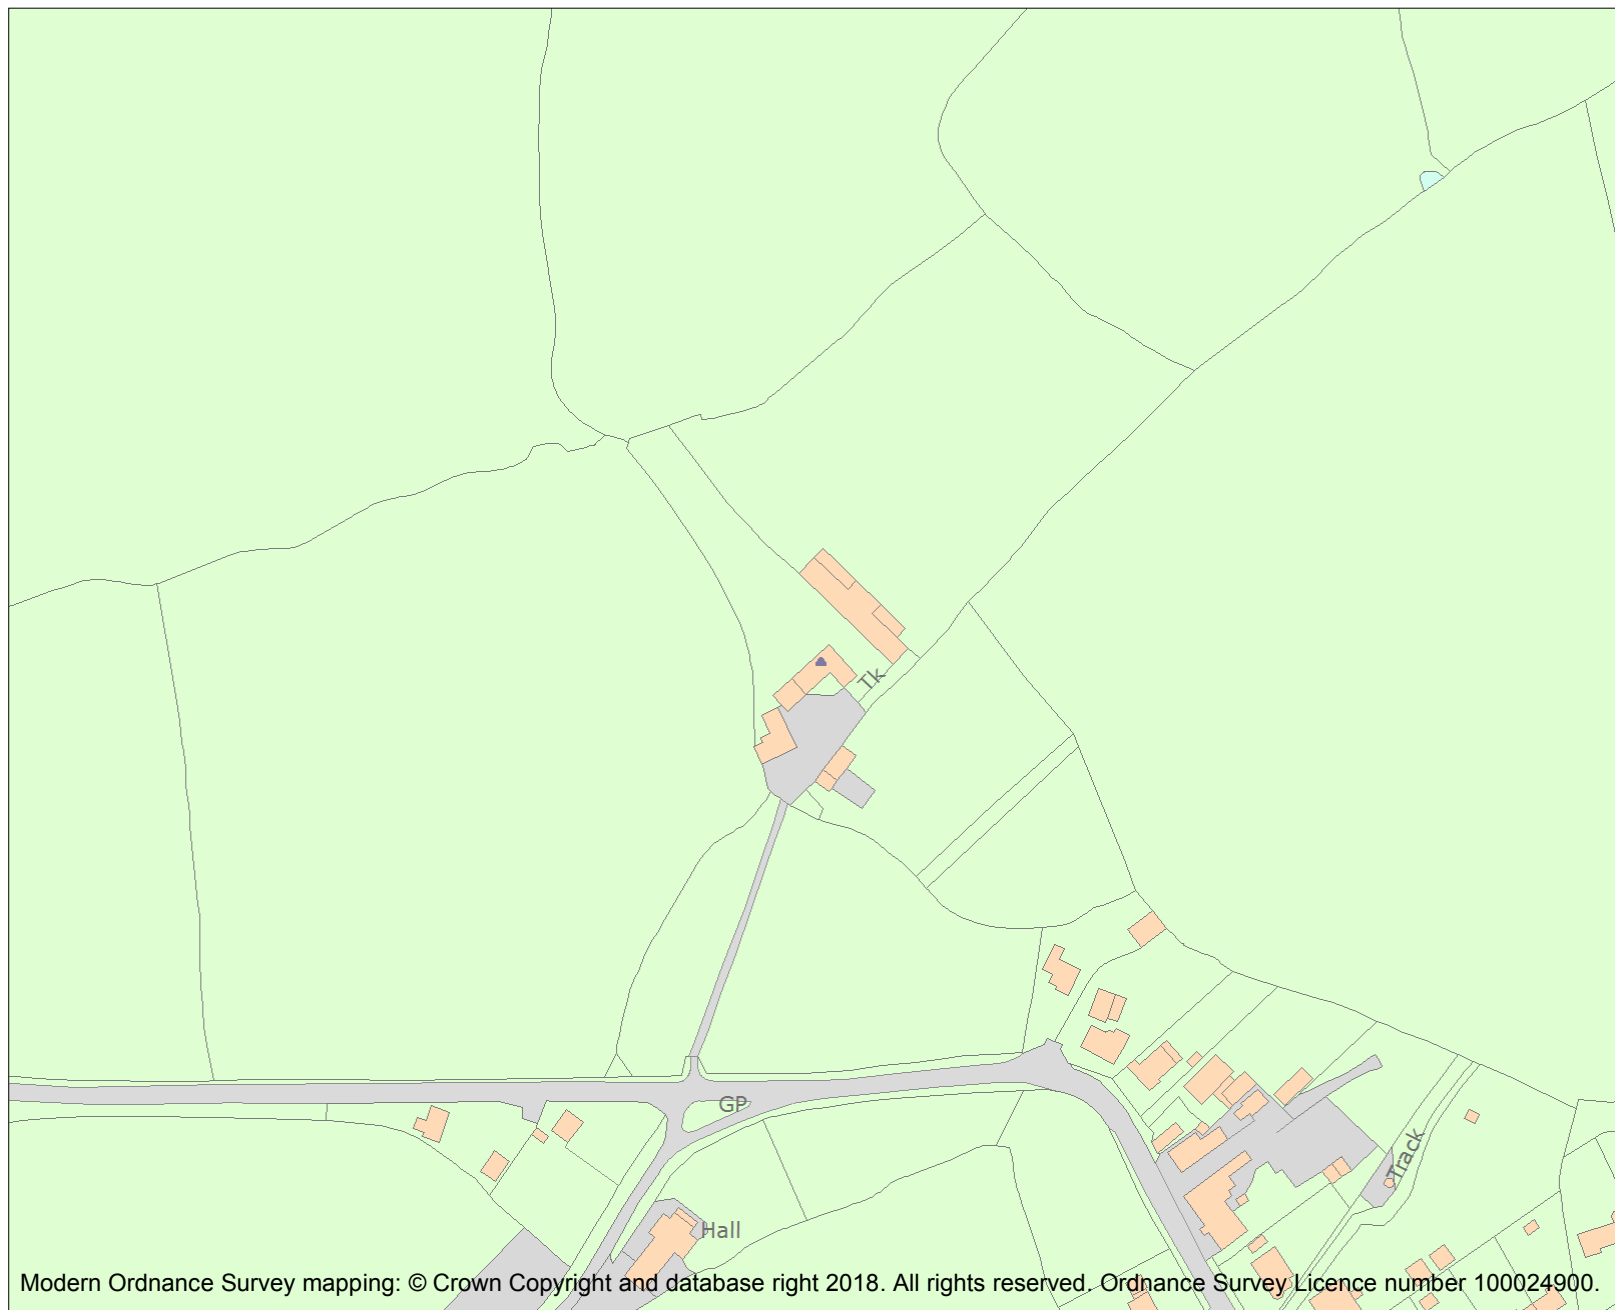 Tk
GP
Track
Hall
Modern Ordnance Survey mapping: © Crown Copyright and database right 2018. All rights reserved. Ordnance Survey Licence number 100024900.